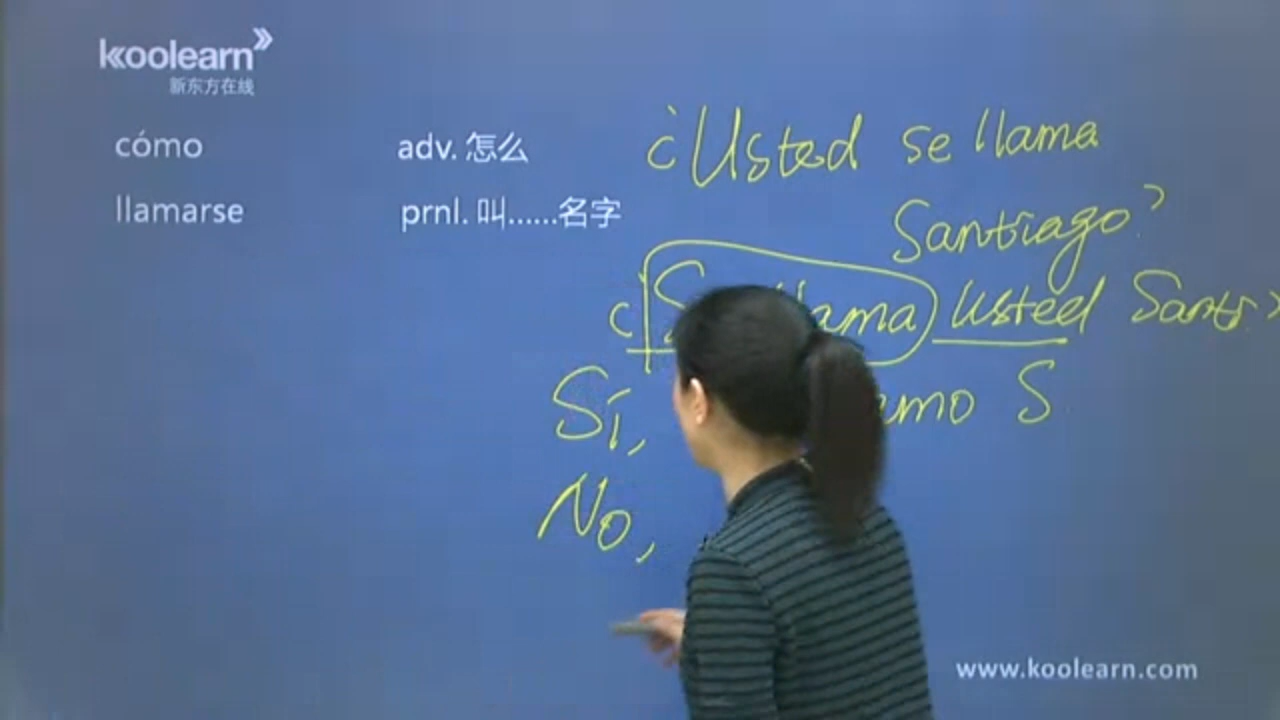 koolearn
新东方在线
cómo adv. 怎么
llamarse prnl. 叫......名字
¿Usted se llama
Santiago?
¿S llama Usted Santi?
Sí, amo S
No,
www.koolearn.com